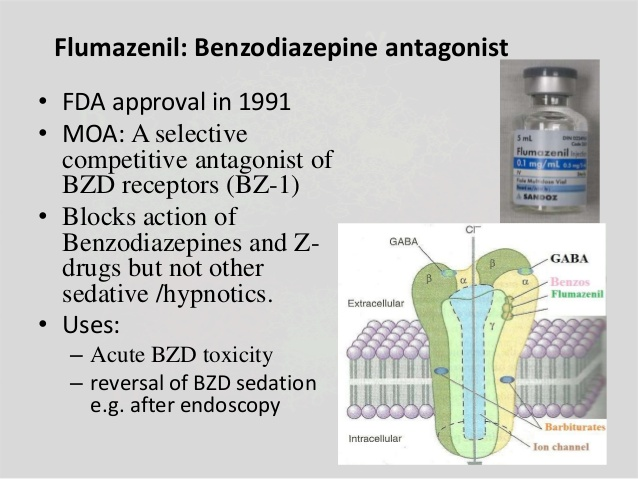 Flumazenil: Benzodiazepine antagonist
• FDA approval in 1991
• MOA: A selective
competitive antagonist of
BZD receptors (BZ-1)
• Blocks action of
Benzodiazepines and Z-
drugs but not other
sedative /hypnotics.
• Uses:
– Acute BZD toxicity
– reversal of BZD sedation
e.g. after endoscopy
5 mL
Flumazenil
0.1 mg/mL
IV
SANDOZ
Cl⁻
GABA
GABA
Benzos
Flumazenil
β
α
β
α
γ
Extracellular
Intracellular
Barbiturates
Ion channel